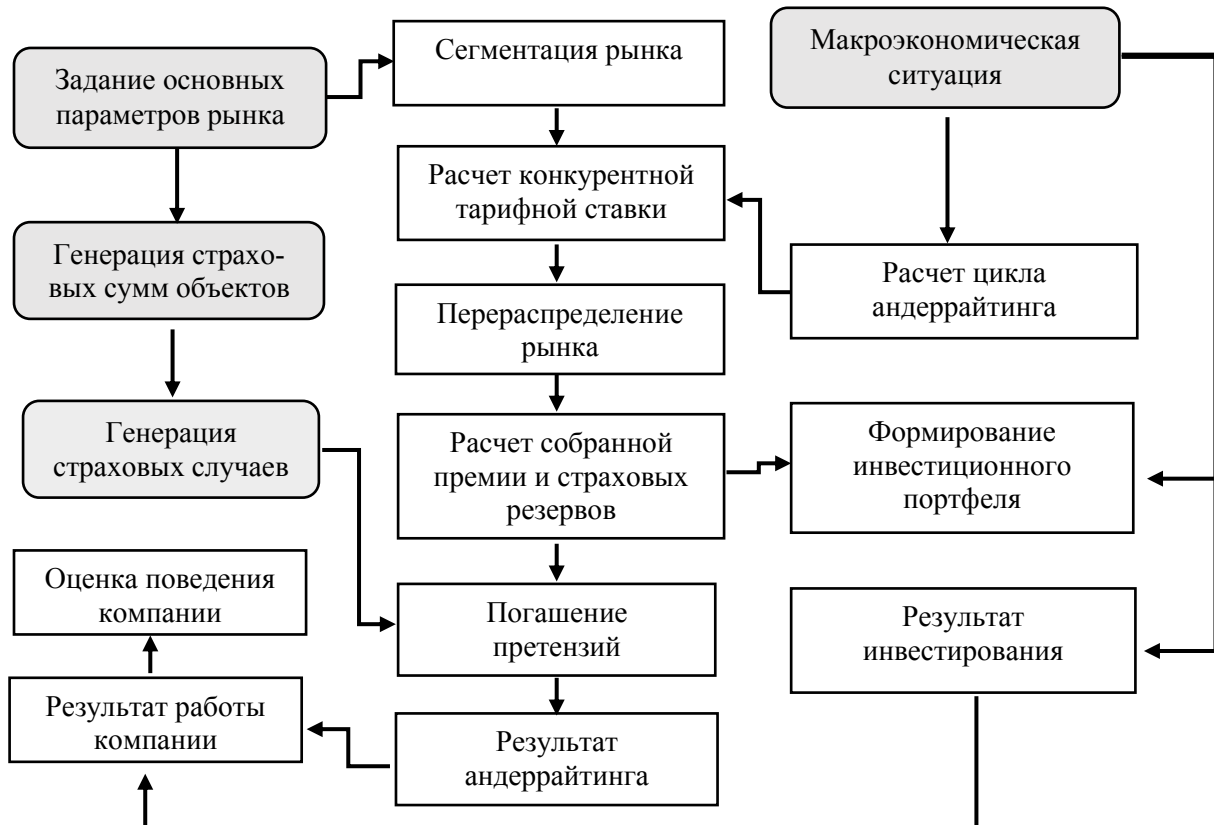 Задание основных
параметров рынка
Сегментация рынка
Макроэкономическая
ситуация
Расчет конкурентной
тарифной ставки
Генерация страхо-
вых сумм объектов
Расчет цикла
андеррайтинга
Перераспределение
рынка
Генерация
страховых случаев
Расчет собранной
премии и страховых
резервов
Формирование
инвестиционного
портфеля
Оценка поведения
компании
Погашение
претензий
Результат
инвестирования
Результат работы
компании
Результат
андеррайтинга